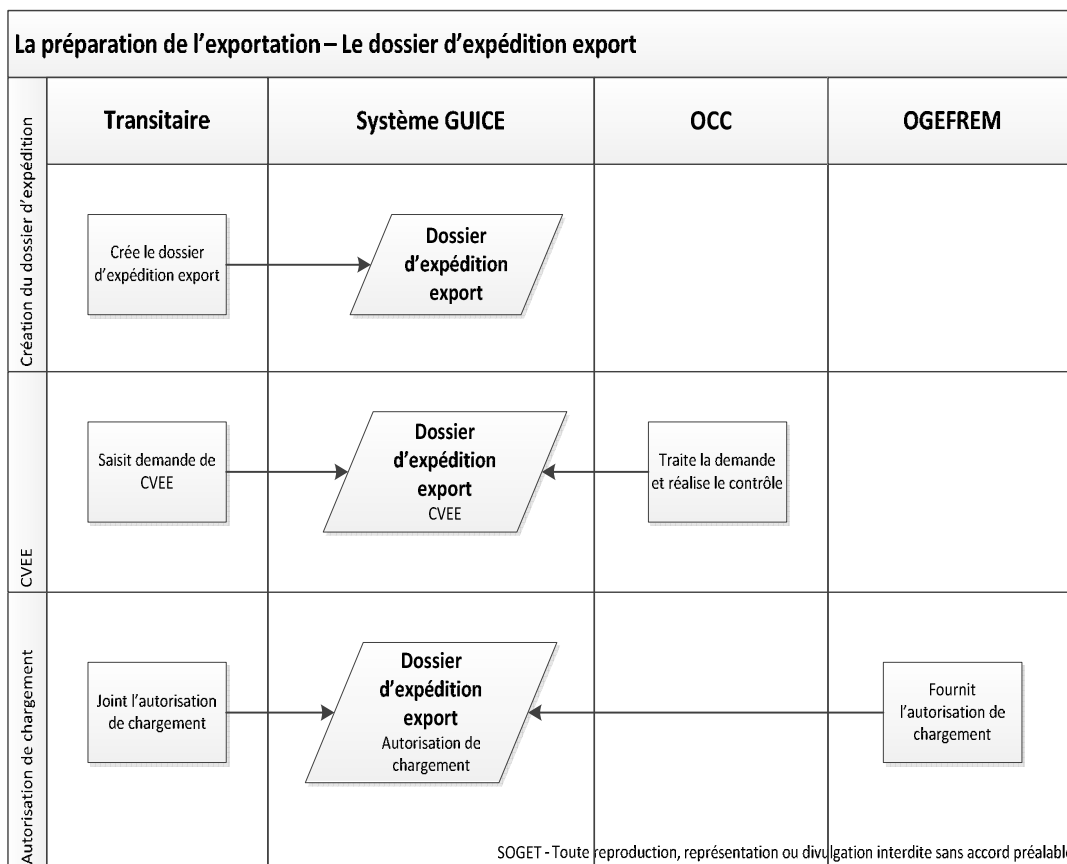 La préparation de l’exportation – Le dossier d’expédition export
Transitaire
Système GUICE
OCC
OGEFREM
Création du dossier d’expédition
Crée le dossier
d’expédition export
Dossier
d’expédition
export
CVEE
Saisit demande de
CVEE
Dossier
d’expédition
export
CVEE
Traite la demande
et réalise le contrôle
Autorisation de chargement
Joint l’autorisation
de chargement
Dossier
d’expédition
export
Autorisation de
chargement
Fournit
l’autorisation de
chargement
SOGET - Toute reproduction, représentation ou divulgation interdite sans accord préalable